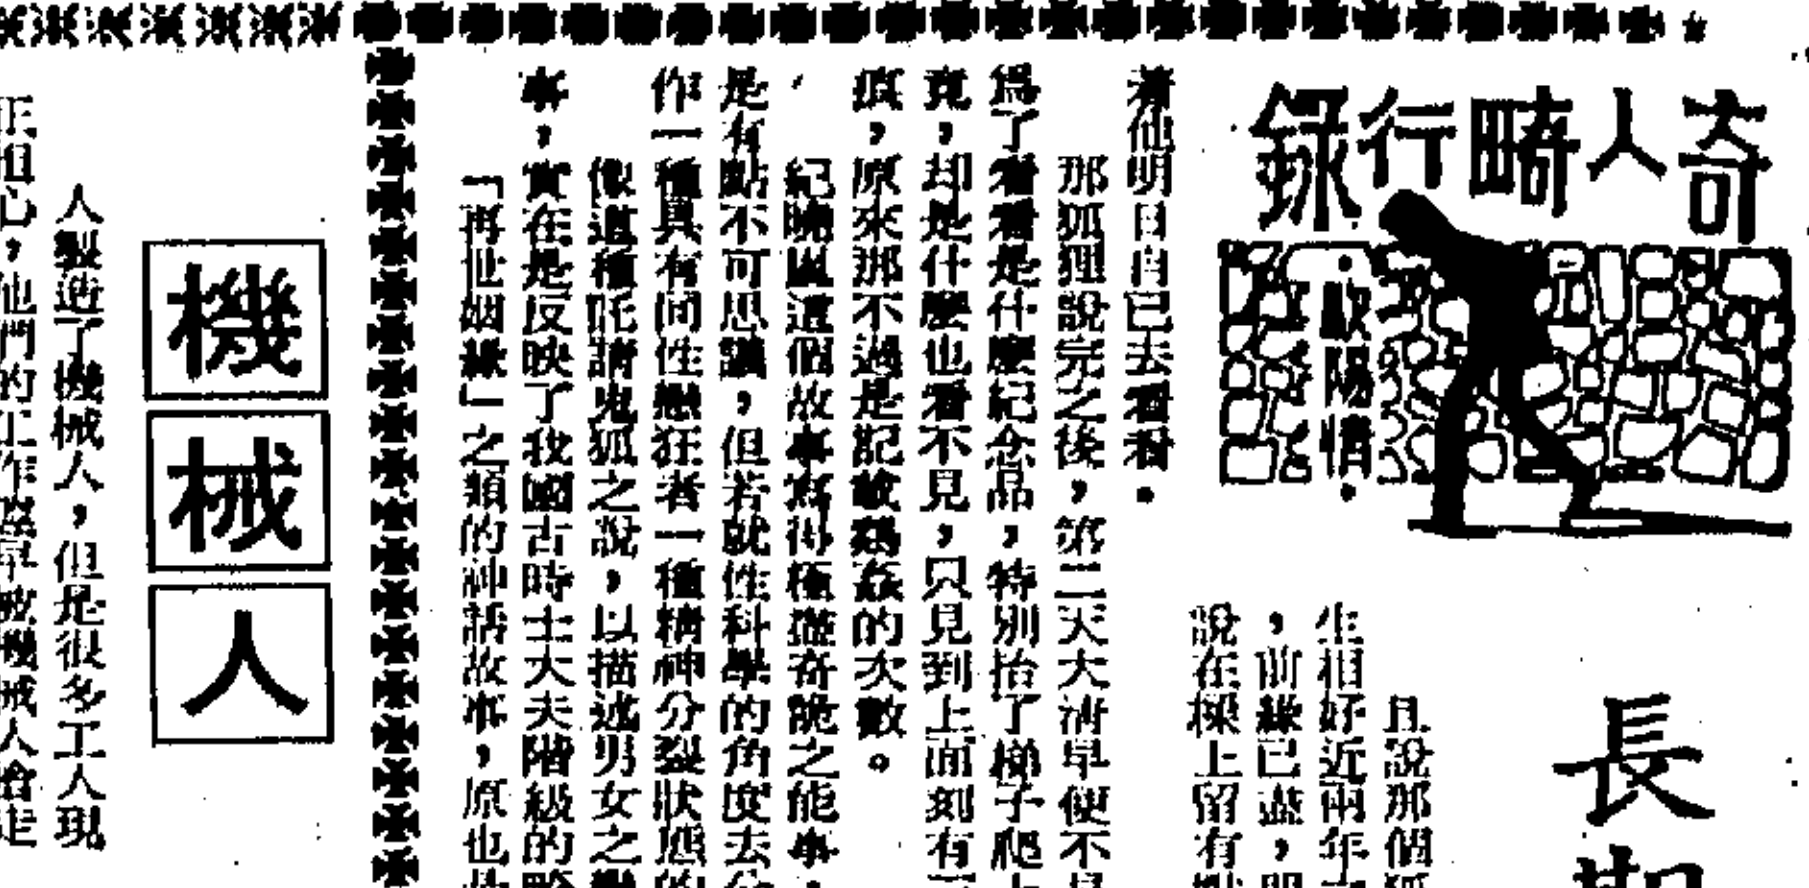 奇人畸行錄
歐陽情
長期
且說那個狐
生相好近兩年
，前緣已盡，
說在樑上留有
著他明日自己去看看。
那狐狸說完之後，第二天大清早便不
爲了看看是什麼紀念品，特別抬了梯子爬
竟，却是什麼也看不見，只見到上面刻有
痕，原來那不過是記載鷄姦的次數。
紀曉嵐這個故事寫得極盡奇詭之能事，
是有點不可思議，但若就性科學的角度去
作一種具有同性戀狂者一種精神分裂狀態的
像這種託諸鬼狐之說，以描述男女之戀
事，實在是反映了我國古時士大夫階級的
「再世姻緣」之類的神話故事，原也
機械人
人製造了機械人，但是很多工人現
正担心，他們的工作遲早被機械人搶走